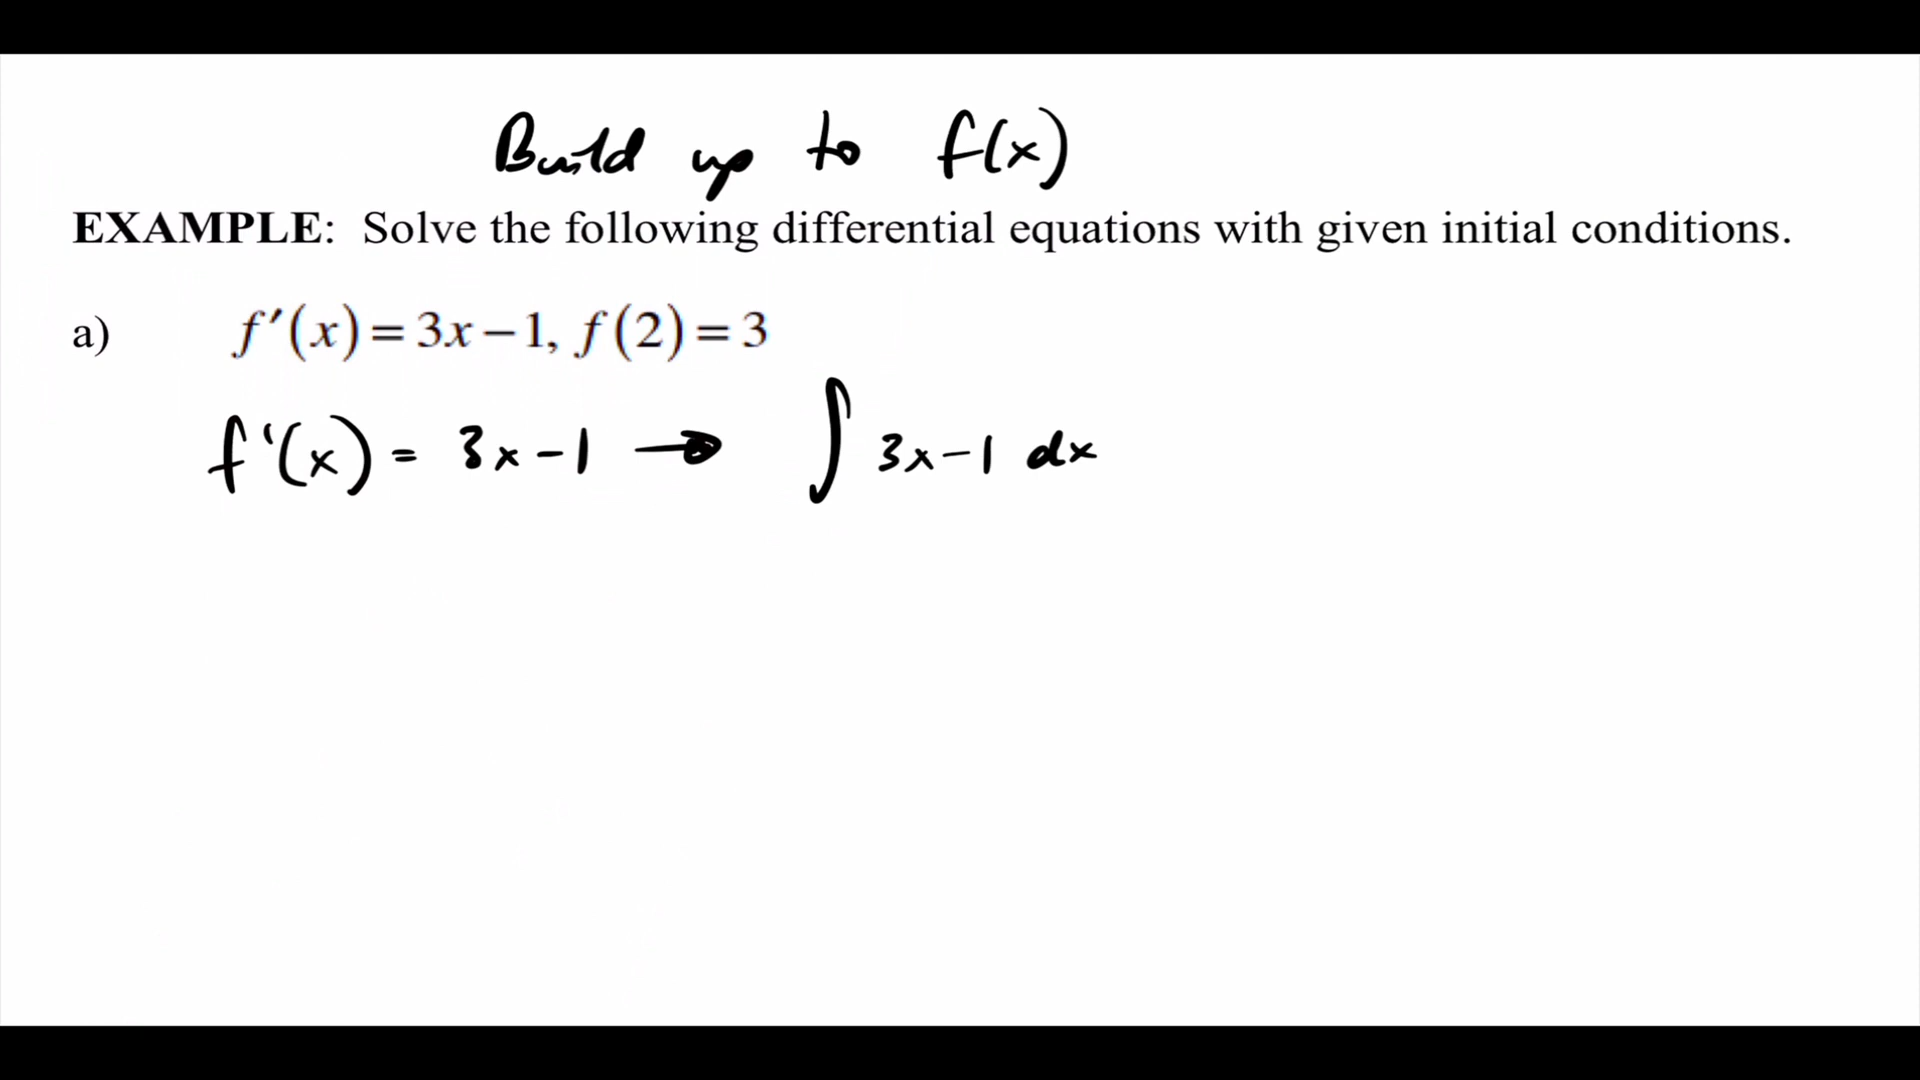 Build up to f(x)
EXAMPLE: Solve the following differential equations with given initial conditions.
a) f′(x)=3x−1, f(2)=3
f'(x) = 3x-1 → ∫ 3x-1 dx